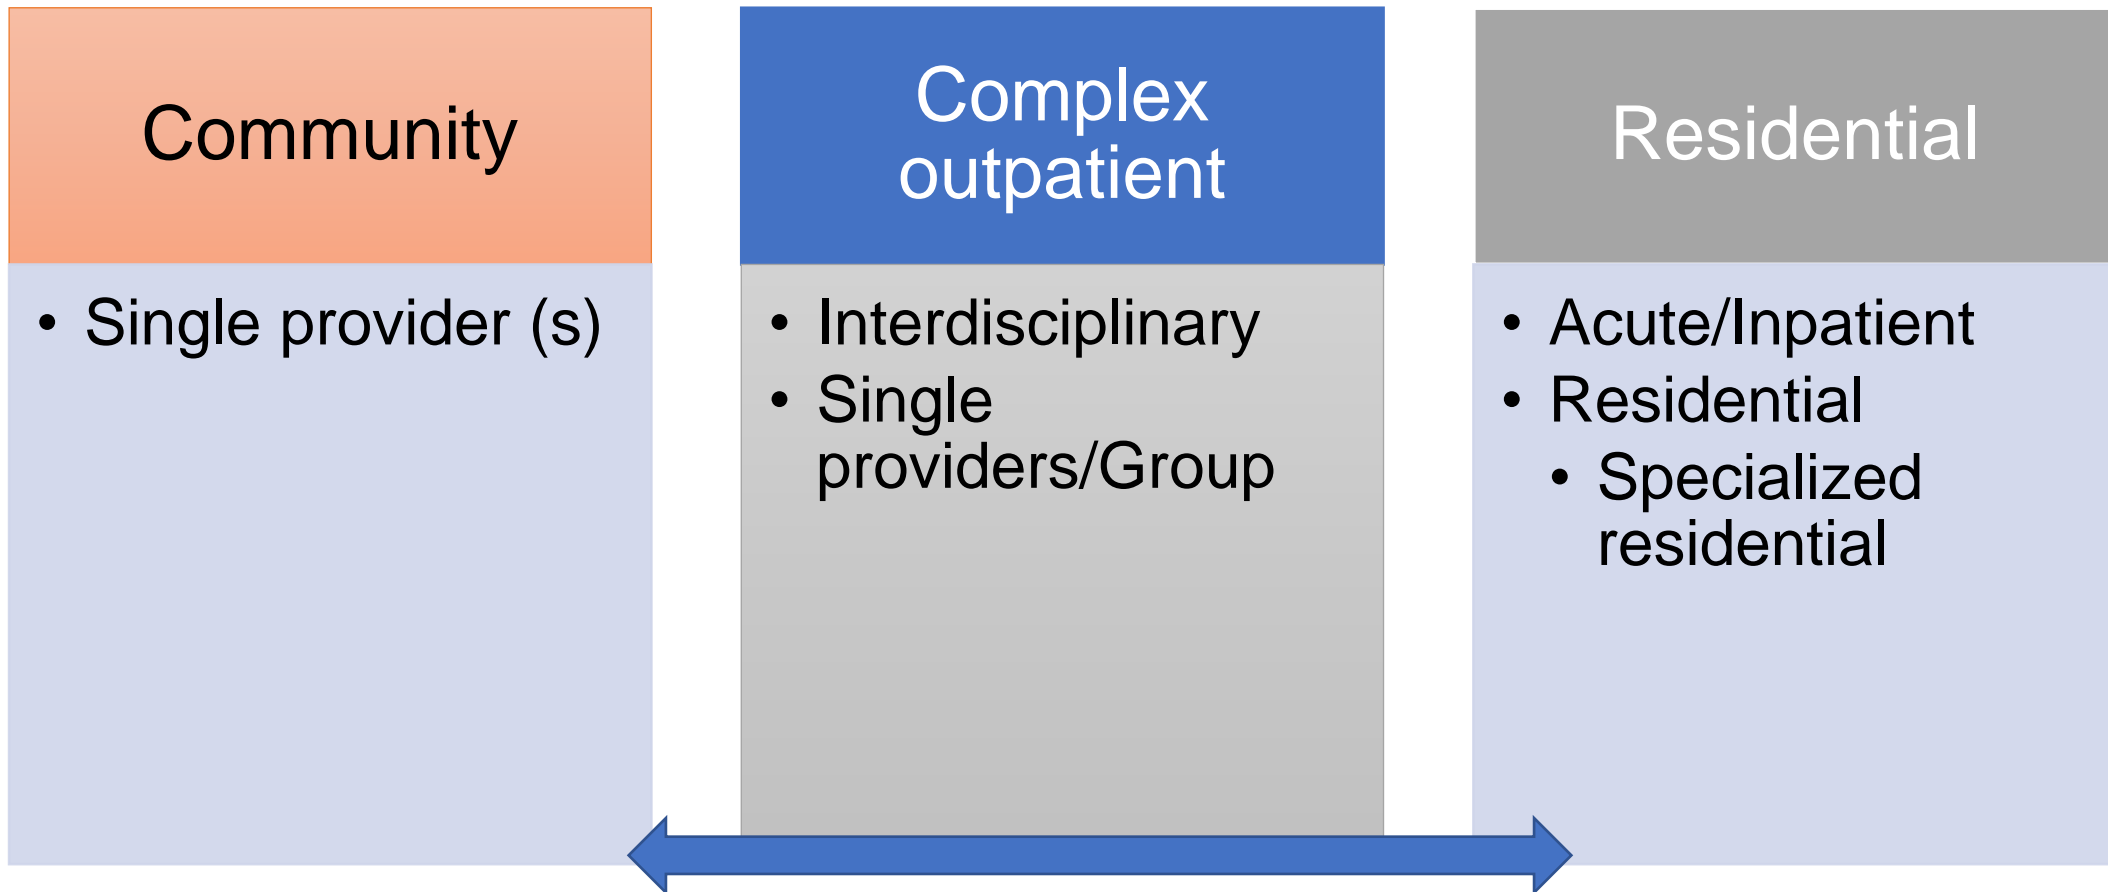 Community
• Single provider (s)
Complex
outpatient
• Interdisciplinary
• Single
providers/Group
Residential
• Acute/Inpatient
• Residential
• Specialized
residential